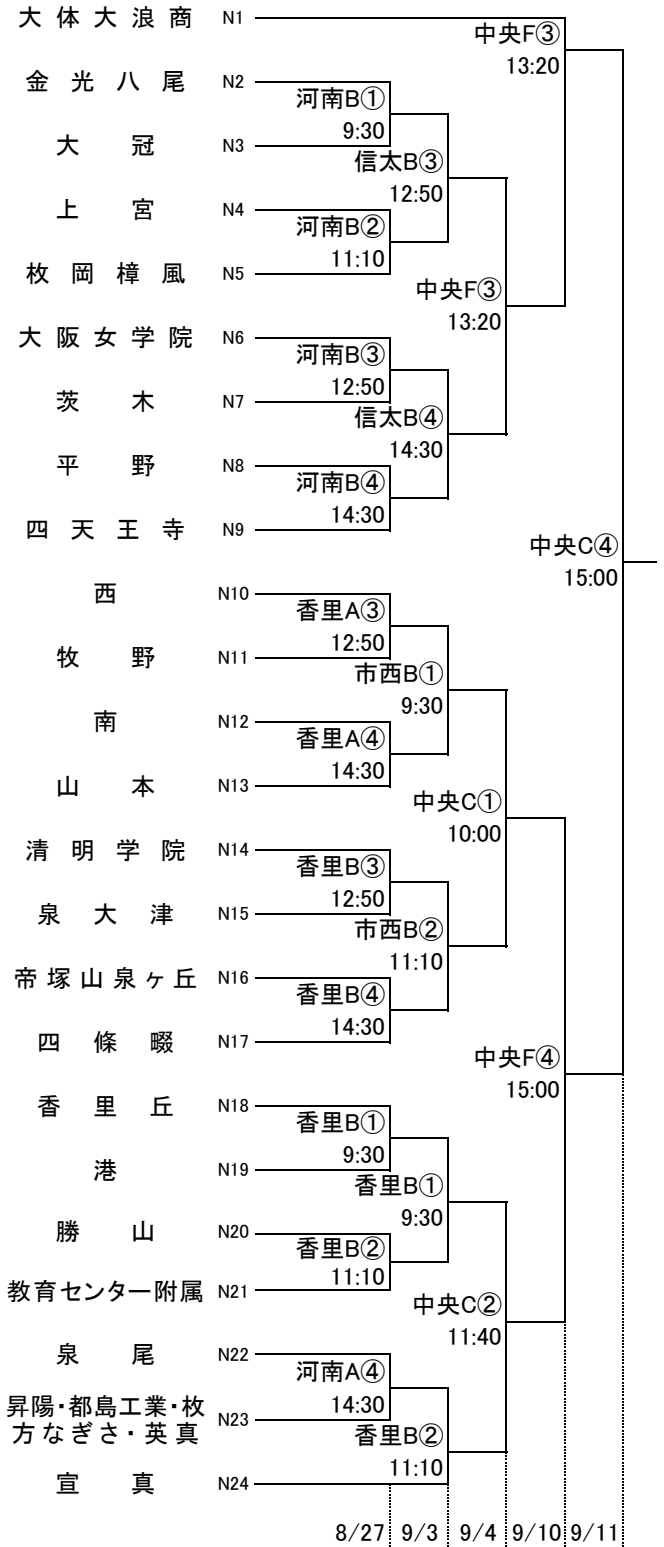 大体大浪商 N1
中央F③
13:20
金光八尾 N2
河南B①
9:30
大冠 N3
信太B③
12:50
上宮 N4
河南B②
11:10
枚岡樟風 N5
中央F③
13:20
大阪女学院 N6
河南B③
12:50
茨木 N7
信太B④
14:30
平野 N8
河南B④
14:30
四天王寺 N9
中央C④
15:00
西 N10
香里A③
12:50
牧野 N11
市西B①
9:30
南 N12
香里A④
14:30
山本 N13
中央C①
10:00
清明学院 N14
香里B③
12:50
泉大津 N15
市西B②
11:10
帝塚山泉ヶ丘 N16
香里B④
14:30
四條畷 N17
中央F④
15:00
香里丘 N18
香里B①
9:30
港 N19
香里B①
9:30
勝山 N20
香里B②
11:10
教育センター附属 N21
中央C②
11:40
泉尾 N22
河南A④
14:30
昇陽・都島工業・枚
方なぎさ・英真 N23
香里B②
11:10
宣真 N24
8/27 9/3 9/4 9/10 9/11